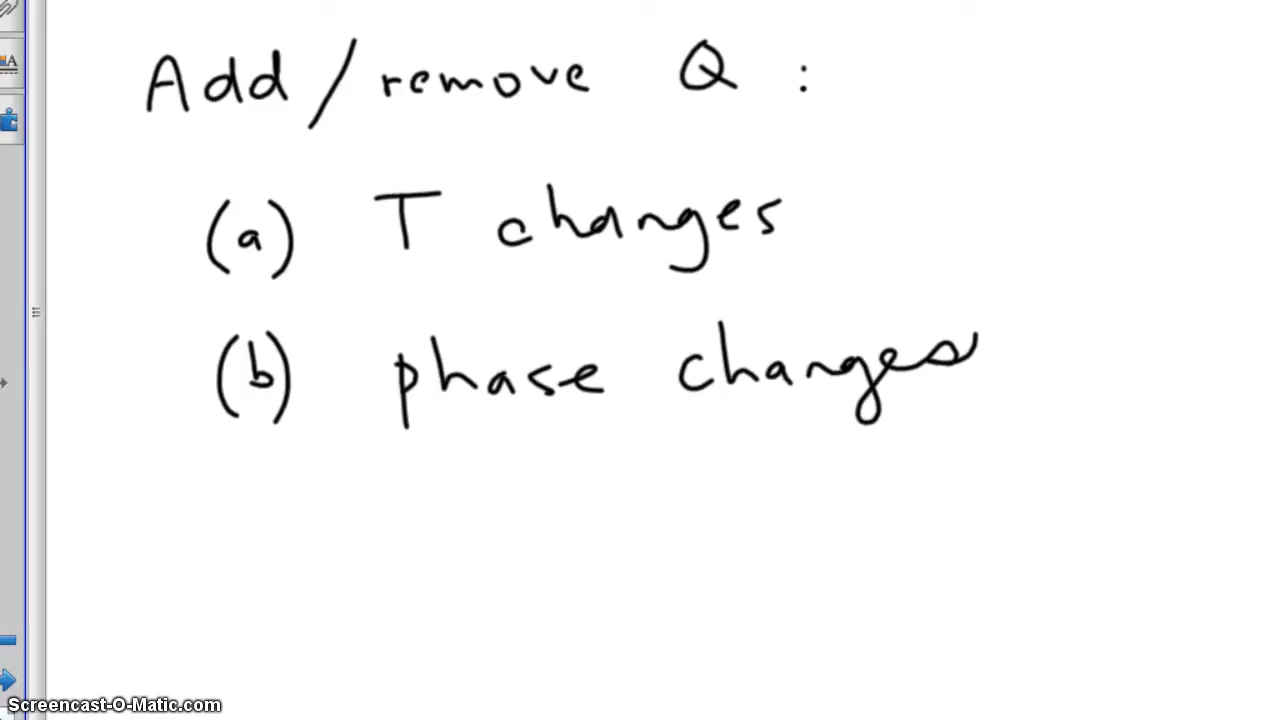 Add / remove Q :
(a) T changes
(b) phase changes
Screencast-O-Matic.com